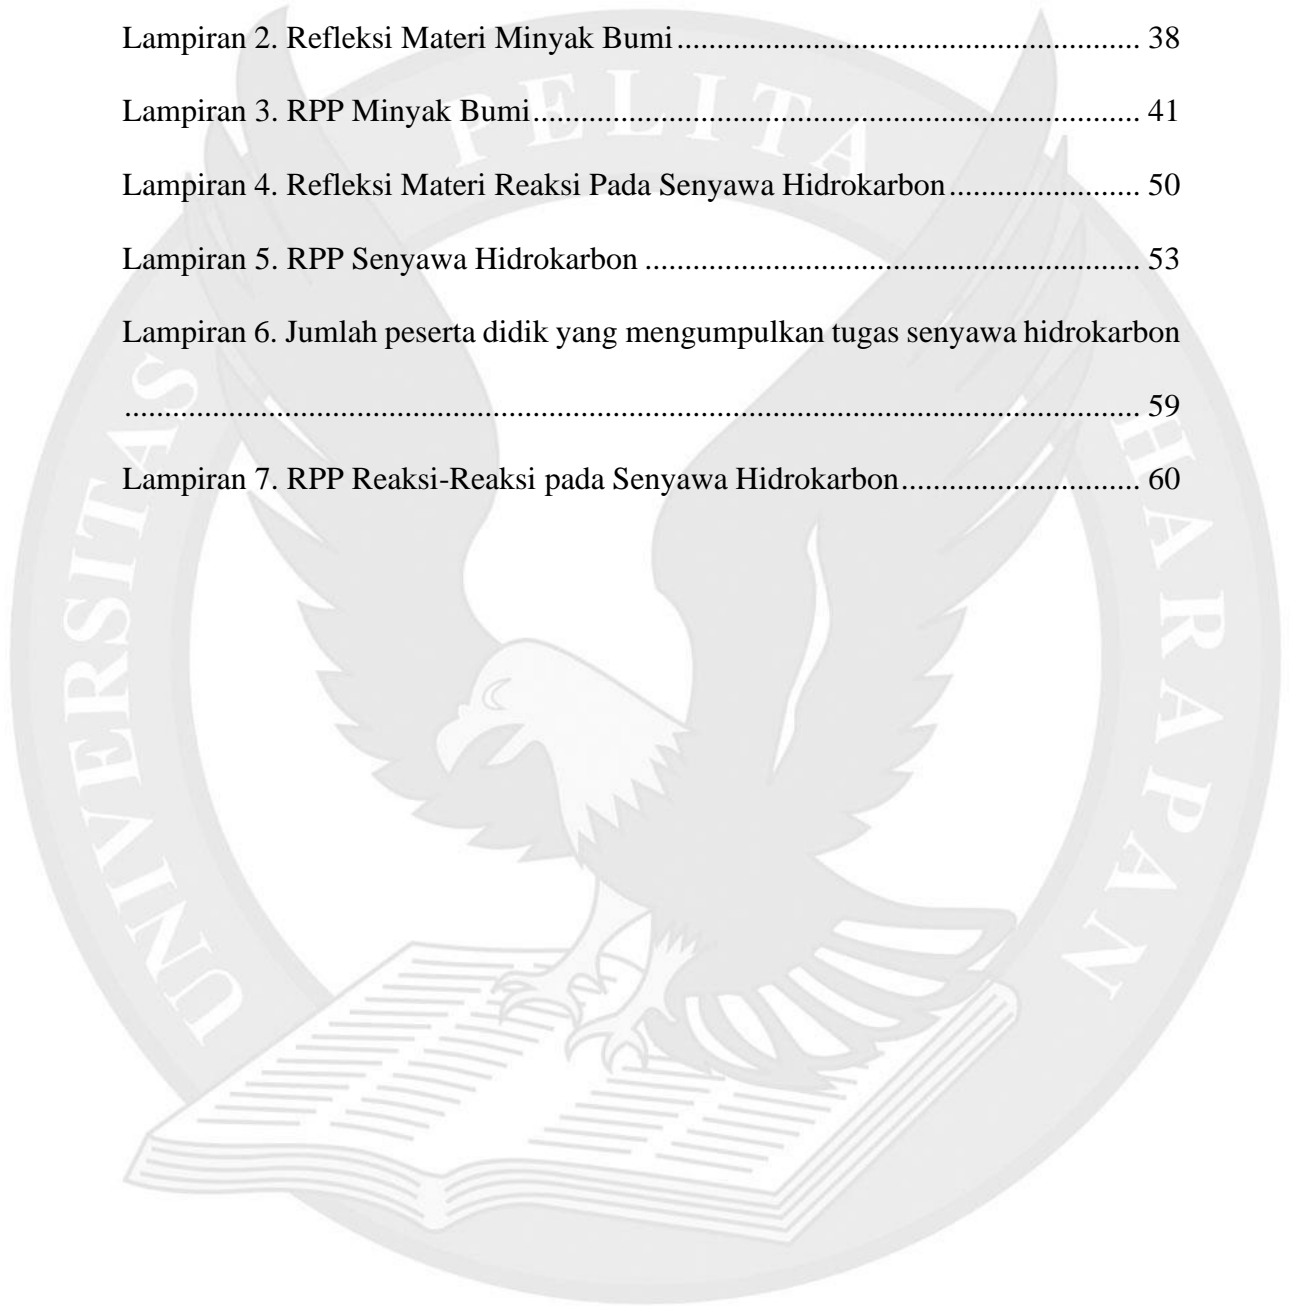 Lampiran 2. Refleksi Materi Minyak Bumi......................................................... 38
Lampiran 3. RPP Minyak Bumi........................................................................... 41
Lampiran 4. Refleksi Materi Reaksi Pada Senyawa Hidrokarbon........................ 50
Lampiran 5. RPP Senyawa Hidrokarbon ............................................................. 53
Lampiran 6. Jumlah peserta didik yang mengumpulkan tugas senyawa hidrokarbon
............................................................................................................................. 59
Lampiran 7. RPP Reaksi-Reaksi pada Senyawa Hidrokarbon............................. 60
UNIVERSITAS PELITA HARAPAN